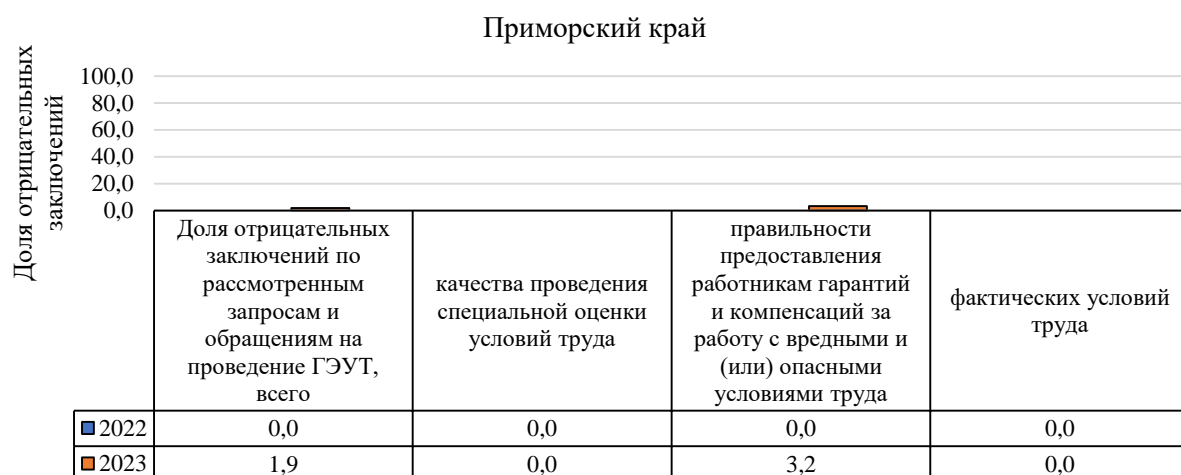 Приморский край
Доля отрицательных
заключений
100,0
80,0
60,0
40,0
20,0
0,0
Доля отрицательных
заключений по
рассмотренным
запросам и
обращениям на
проведение ГЭУТ,
всего
качества проведения
специальной оценки
условий труда
правильности
предоставления
работникам гарантий
и компенсаций за
работу с вредными и
(или) опасными
условиями труда
фактических условий
труда
2022 0,0 0,0 0,0 0,0
2023 1,9 0,0 3,2 0,0